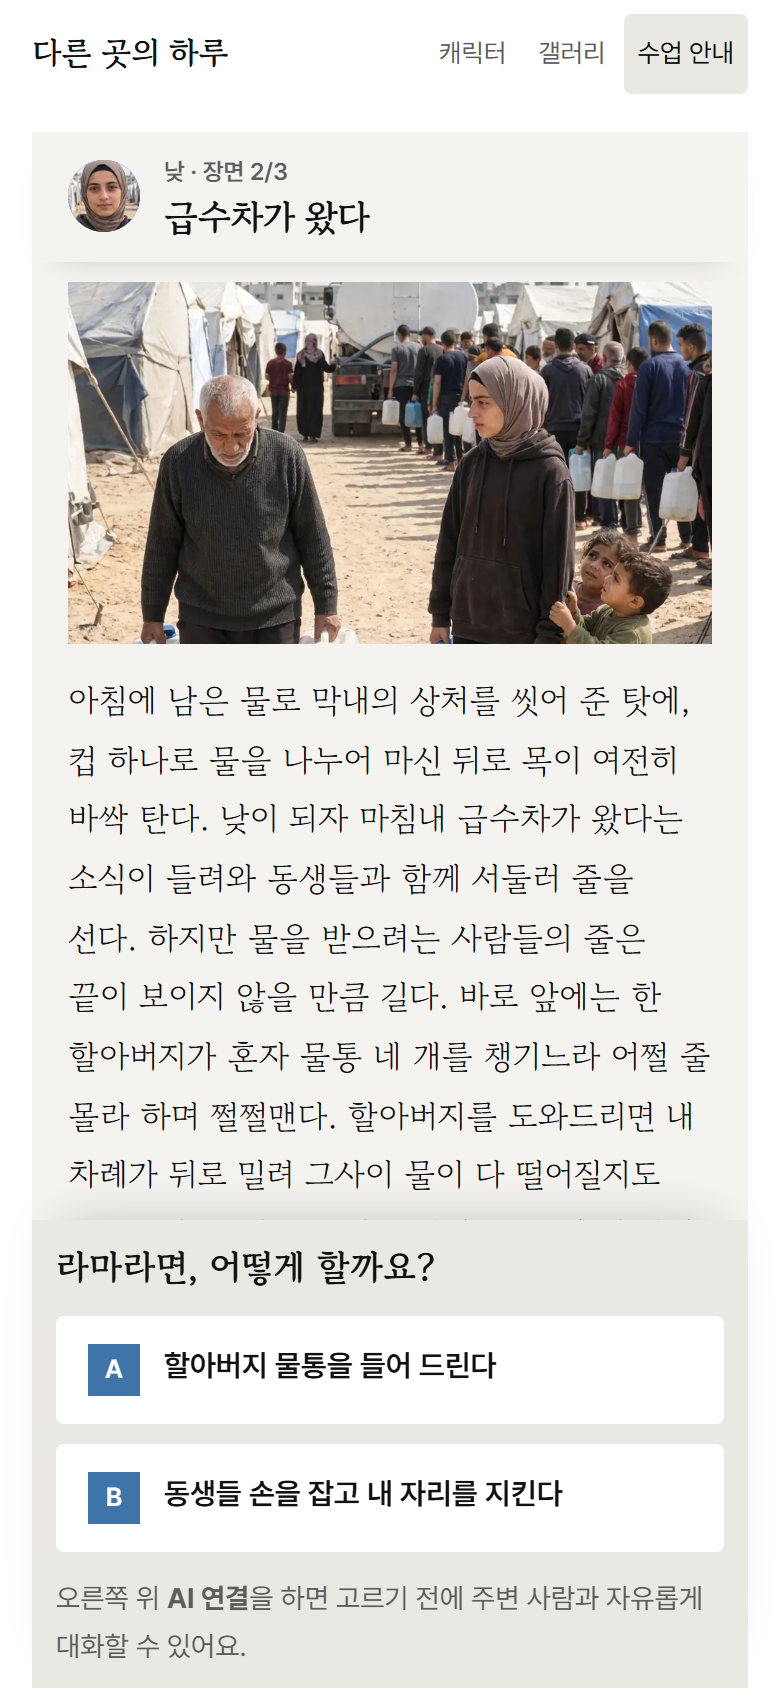 다른 곳의 하루
캐릭터 갤러리 수업 안내
낮 · 장면 2/3
급수차가 왔다
아침에 남은 물로 막내의 상처를 씻어 준 탓에,
컵 하나로 물을 나누어 마신 뒤로 목이 여전히
바싹 탄다. 낮이 되자 마침내 급수차가 왔다는
소식이 들려와 동생들과 함께 서둘러 줄을
선다. 하지만 물을 받으려는 사람들의 줄은
끝이 보이지 않을 만큼 길다. 바로 앞에는 한
할아버지가 혼자 물통 네 개를 챙기느라 어쩔 줄
몰라 하며 쩔쩔맨다. 할아버지를 도와드리면 내
차례가 뒤로 밀려 그사이 물이 다 떨어질지도
라마라면, 어떻게 할까요?
A 할아버지 물통을 들어 드린다
B 동생들 손을 잡고 내 자리를 지킨다
오른쪽 위 AI 연결을 하면 고르기 전에 주변 사람과 자유롭게
대화할 수 있어요.